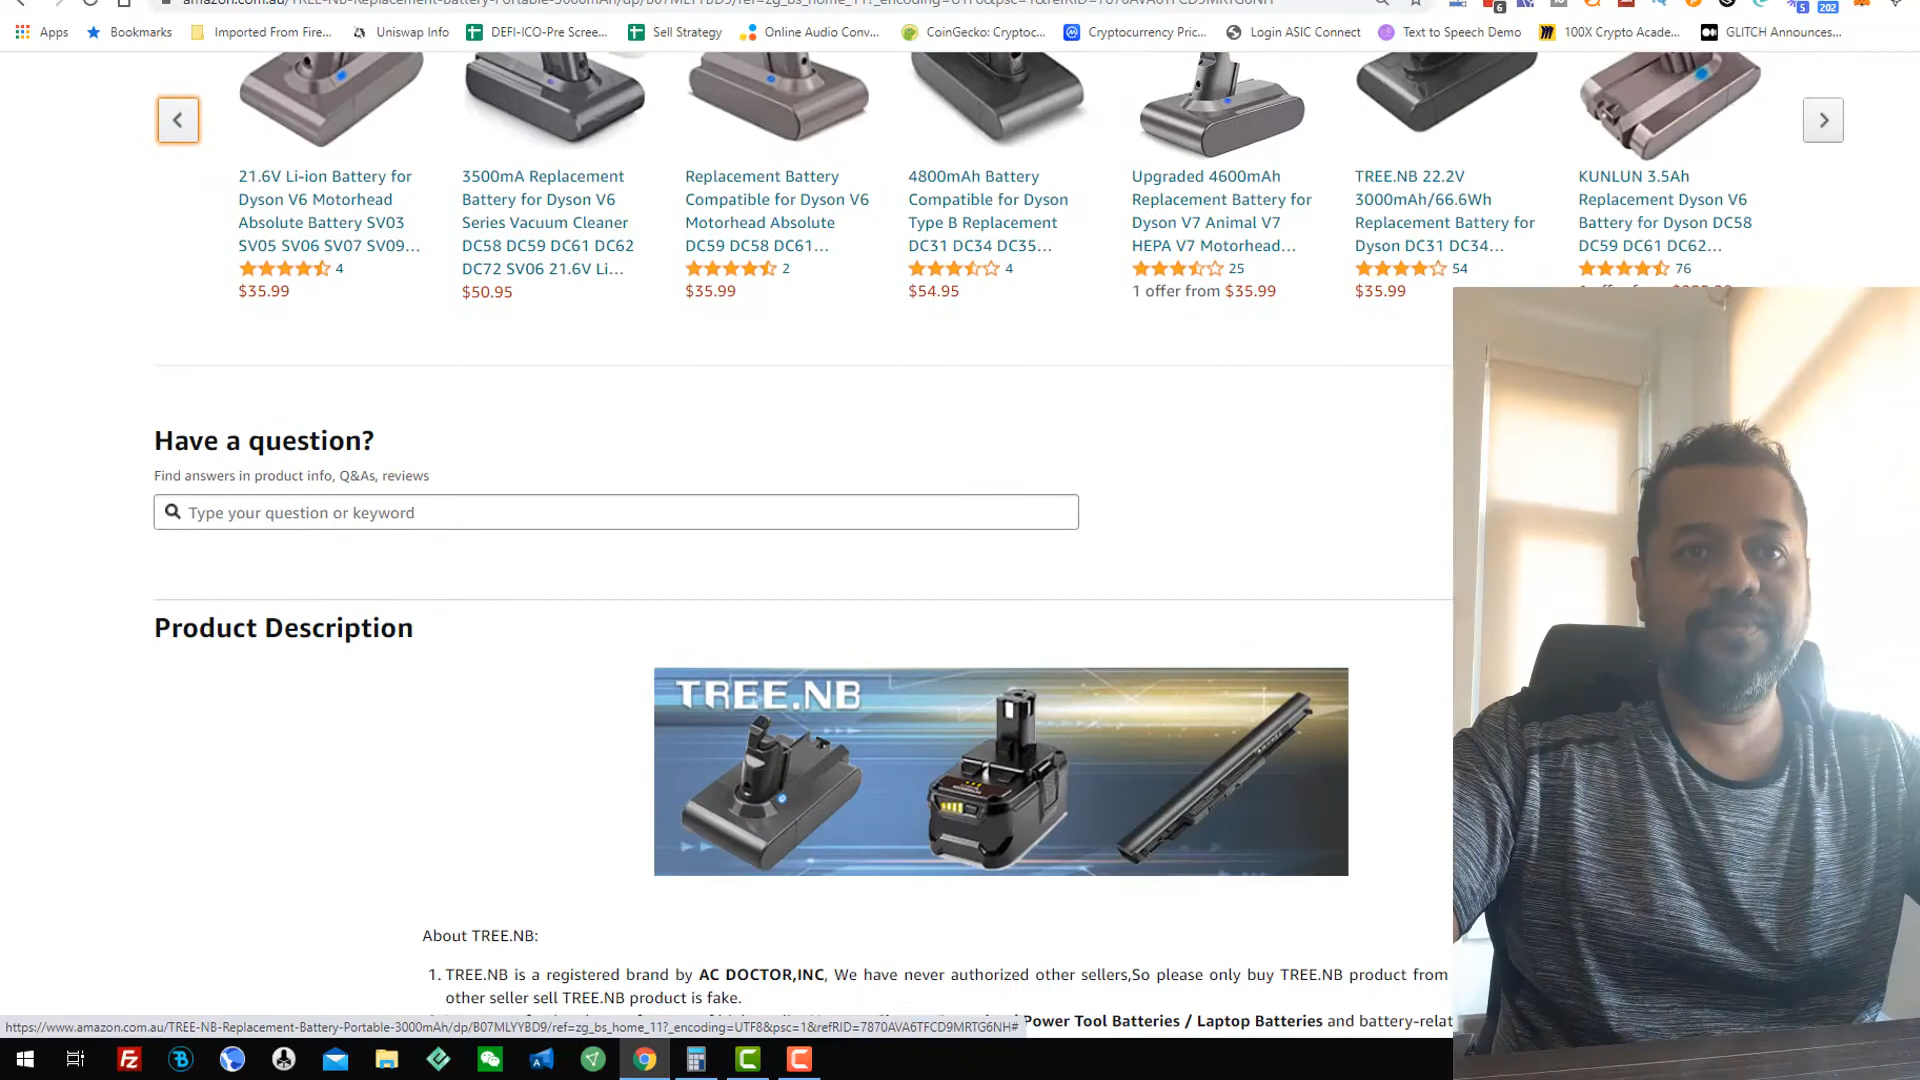 Apps Bookmarks Imported From Fire... Uniswap Info DEFI-ICO-Pre Scree... Sell Strategy Online Audio Conv... CoinGecko: Cryptoc... Cryptocurrency Pric... Login ASIC Connect Text to Speech Demo 100X Crypto Acade... GLITCH Announces...
6 5 202
21.6V Li-ion Battery for
Dyson V6 Motorhead
Absolute Battery SV03
SV05 SV06 SV07 SV09...
4
$35.99
3500mA Replacement
Battery for Dyson V6
Series Vacuum Cleaner
DC58 DC59 DC61 DC62
DC72 SV06 21.6V Li...
$50.95
Replacement Battery
Compatible for Dyson V6
Motorhead Absolute
DC59 DC58 DC61...
2
$35.99
4800mAh Battery
Compatible for Dyson
Type B Replacement
DC31 DC34 DC35...
4
$54.95
Upgraded 4600mAh
Replacement Battery for
Dyson V7 Animal V7
HEPA V7 Motorhead...
25
1 offer from $35.99
TREE.NB 22.2V
3000mAh/66.6Wh
Replacement Battery for
Dyson DC31 DC34...
54
$35.99
KUNLUN 3.5Ah
Replacement Dyson V6
Battery for Dyson DC58
DC59 DC61 DC62...
76
Have a question?
Find answers in product info, Q&As, reviews
Type your question or keyword
Product Description
TREE.NB
About TREE.NB:
1. TREE.NB is a registered brand by AC DOCTOR,INC, We have never authorized other sellers,So please only buy TREE.NB product from
other seller sell TREE.NB product is fake.
Power Tool Batteries / Laptop Batteries and battery-relat
https://www.amazon.com.au/TREE-NB-Replacement-Battery-Portable-3000mAh/dp/B07MLYYBD9/ref=zg_bs_home_11?_encoding=UTF8&psc=1&refRID=7870AVA6TFCD9MRTG6NH#